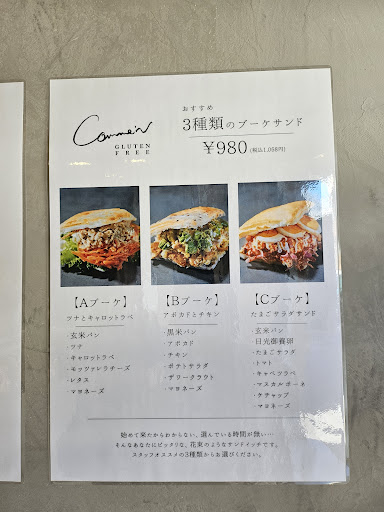 Comme'N
GLUTEN
FREE
おすすめ
3種類のブーケサンド
¥980(税込1,058円)
【Aブーケ】
ツナとキャロットラペ
・玄米パン
・ツナ
・キャロットラペ
・モッツァレラチーズ
・レタス
・マヨネーズ
【Bブーケ】
アボカドとチキン
・黒米パン
・アボカド
・チキン
・ポテトサラダ
・ザワークラウト
・マヨネーズ
【Cブーケ】
たまごサラダサンド
・玄米パン
・日光御養卵
・たまごサラダ
・トマト
・キャベツラペ
・マスカルポーネ
・ケチャップ
・マヨネーズ
始めて来たからわからない、選んでいる時間が無い…
そんなあなたにピッタリな、花束のようなサンドイッチです。
スタッフオススメの3種類からお選びください。